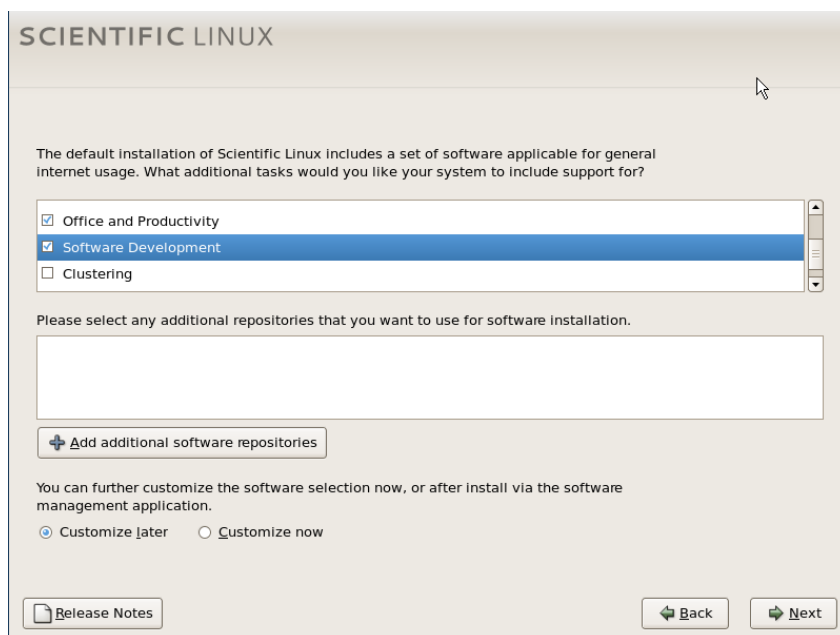 SCIENTIFIC LINUX
The default installation of Scientific Linux includes a set of software applicable for general
internet usage. What additional tasks would you like your system to include support for?
Office and Productivity
Software Development
Clustering
Please select any additional repositories that you want to use for software installation.
Add additional software repositories
You can further customize the software selection now, or after install via the software
management application.
Customize later Customize now
Release Notes Back Next